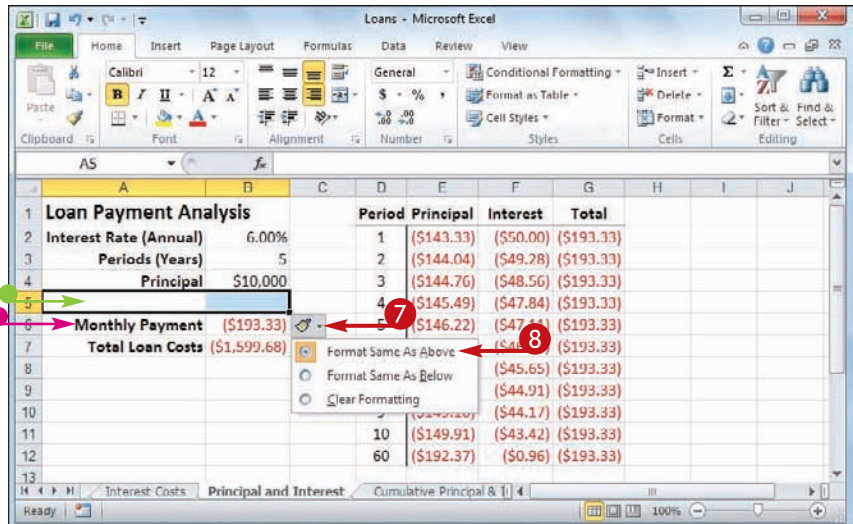 Loans - Microsoft Excel
File Home Insert Page Layout Formulas Data Review View
Paste
Clipboard
Calibri 12
B I U A A
Font
Alignment
General
$ % ,
.0 .00 .00 .0
Number
Conditional Formatting
Format as Table
Cell Styles
Styles
Insert
Delete
Format
Cells
Σ
Sort & Filter
Find & Select
Editing
A5 fx
A B C D E F G H I J
1 Loan Payment Analysis Period Principal Interest Total
2 Interest Rate (Annual) 6.00% 1 ($143.33) ($50.00) ($193.33)
3 Periods (Years) 5 2 ($144.04) ($49.28) ($193.33)
4 Principal $10,000 3 ($144.76) ($48.56) ($193.33)
5 4 ($145.49) ($47.84) ($193.33)
6 Monthly Payment ($193.33) 7 ($146.22) ($193.33)
7 Total Loan Costs ($1,599.68) 8 ($193.33)
Format Same As Above
8 ($45.65) ($193.33)
Format Same As Below
9 ($44.91) ($193.33)
Clear Formatting
10 ($44.17) ($193.33)
11 10 ($149.91) ($43.42) ($193.33)
12 60 ($192.37) ($0.96) ($193.33)
13
Interest Costs Principal and Interest Cumulative Principal &
Ready 100%